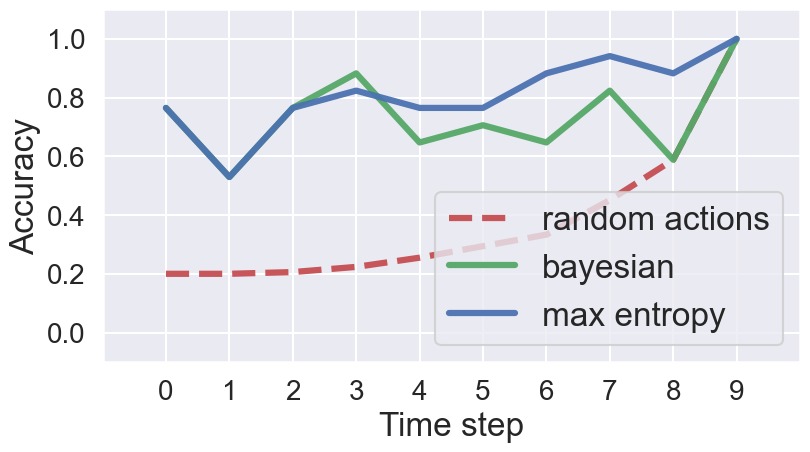 Accuracy
1.0
0.8
0.6
0.4
0.2
0.0
random actions
bayesian
max entropy
0 1 2 3 4 5 6 7 8 9
Time step